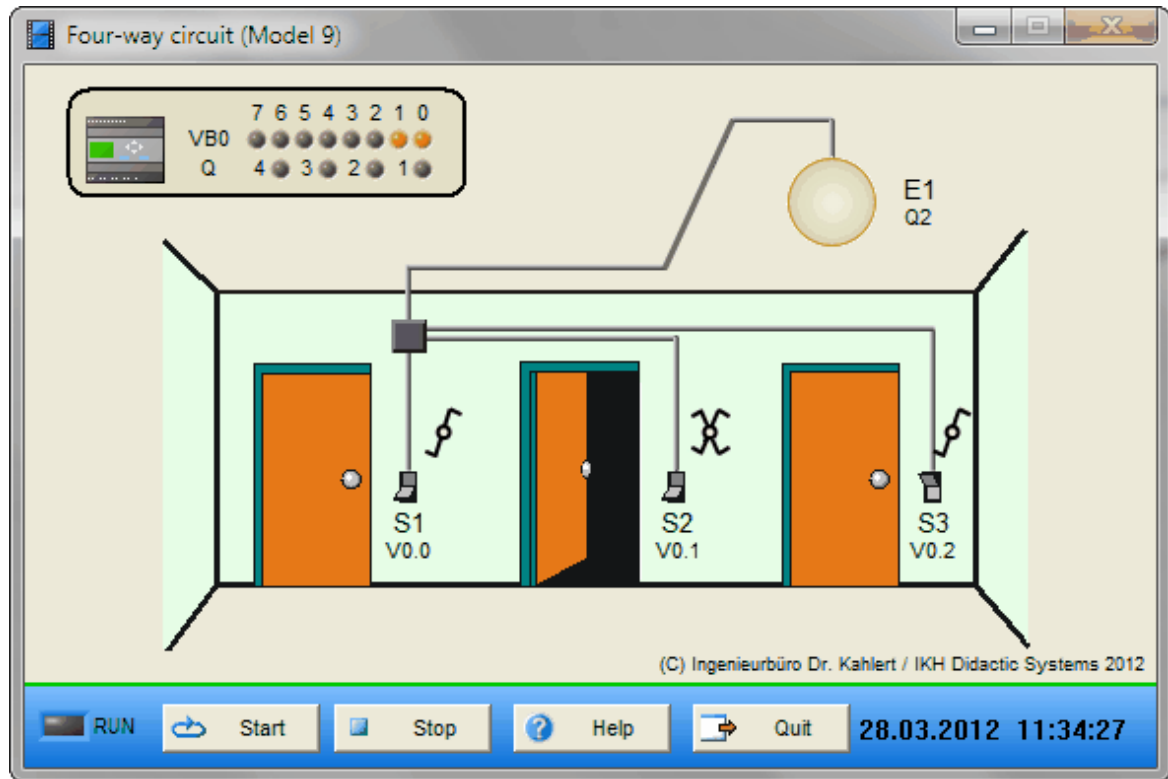 Four-way circuit (Model 9)
7 6 5 4 3 2 1 0
VB0
Q 4 3 2 1
E1
Q2
S1
V0.0
S2
V0.1
S3
V0.2
(C) Ingenieurbüro Dr. Kahlert / IKH Didactic Systems 2012
RUN Start Stop Help Quit 28.03.2012 11:34:27